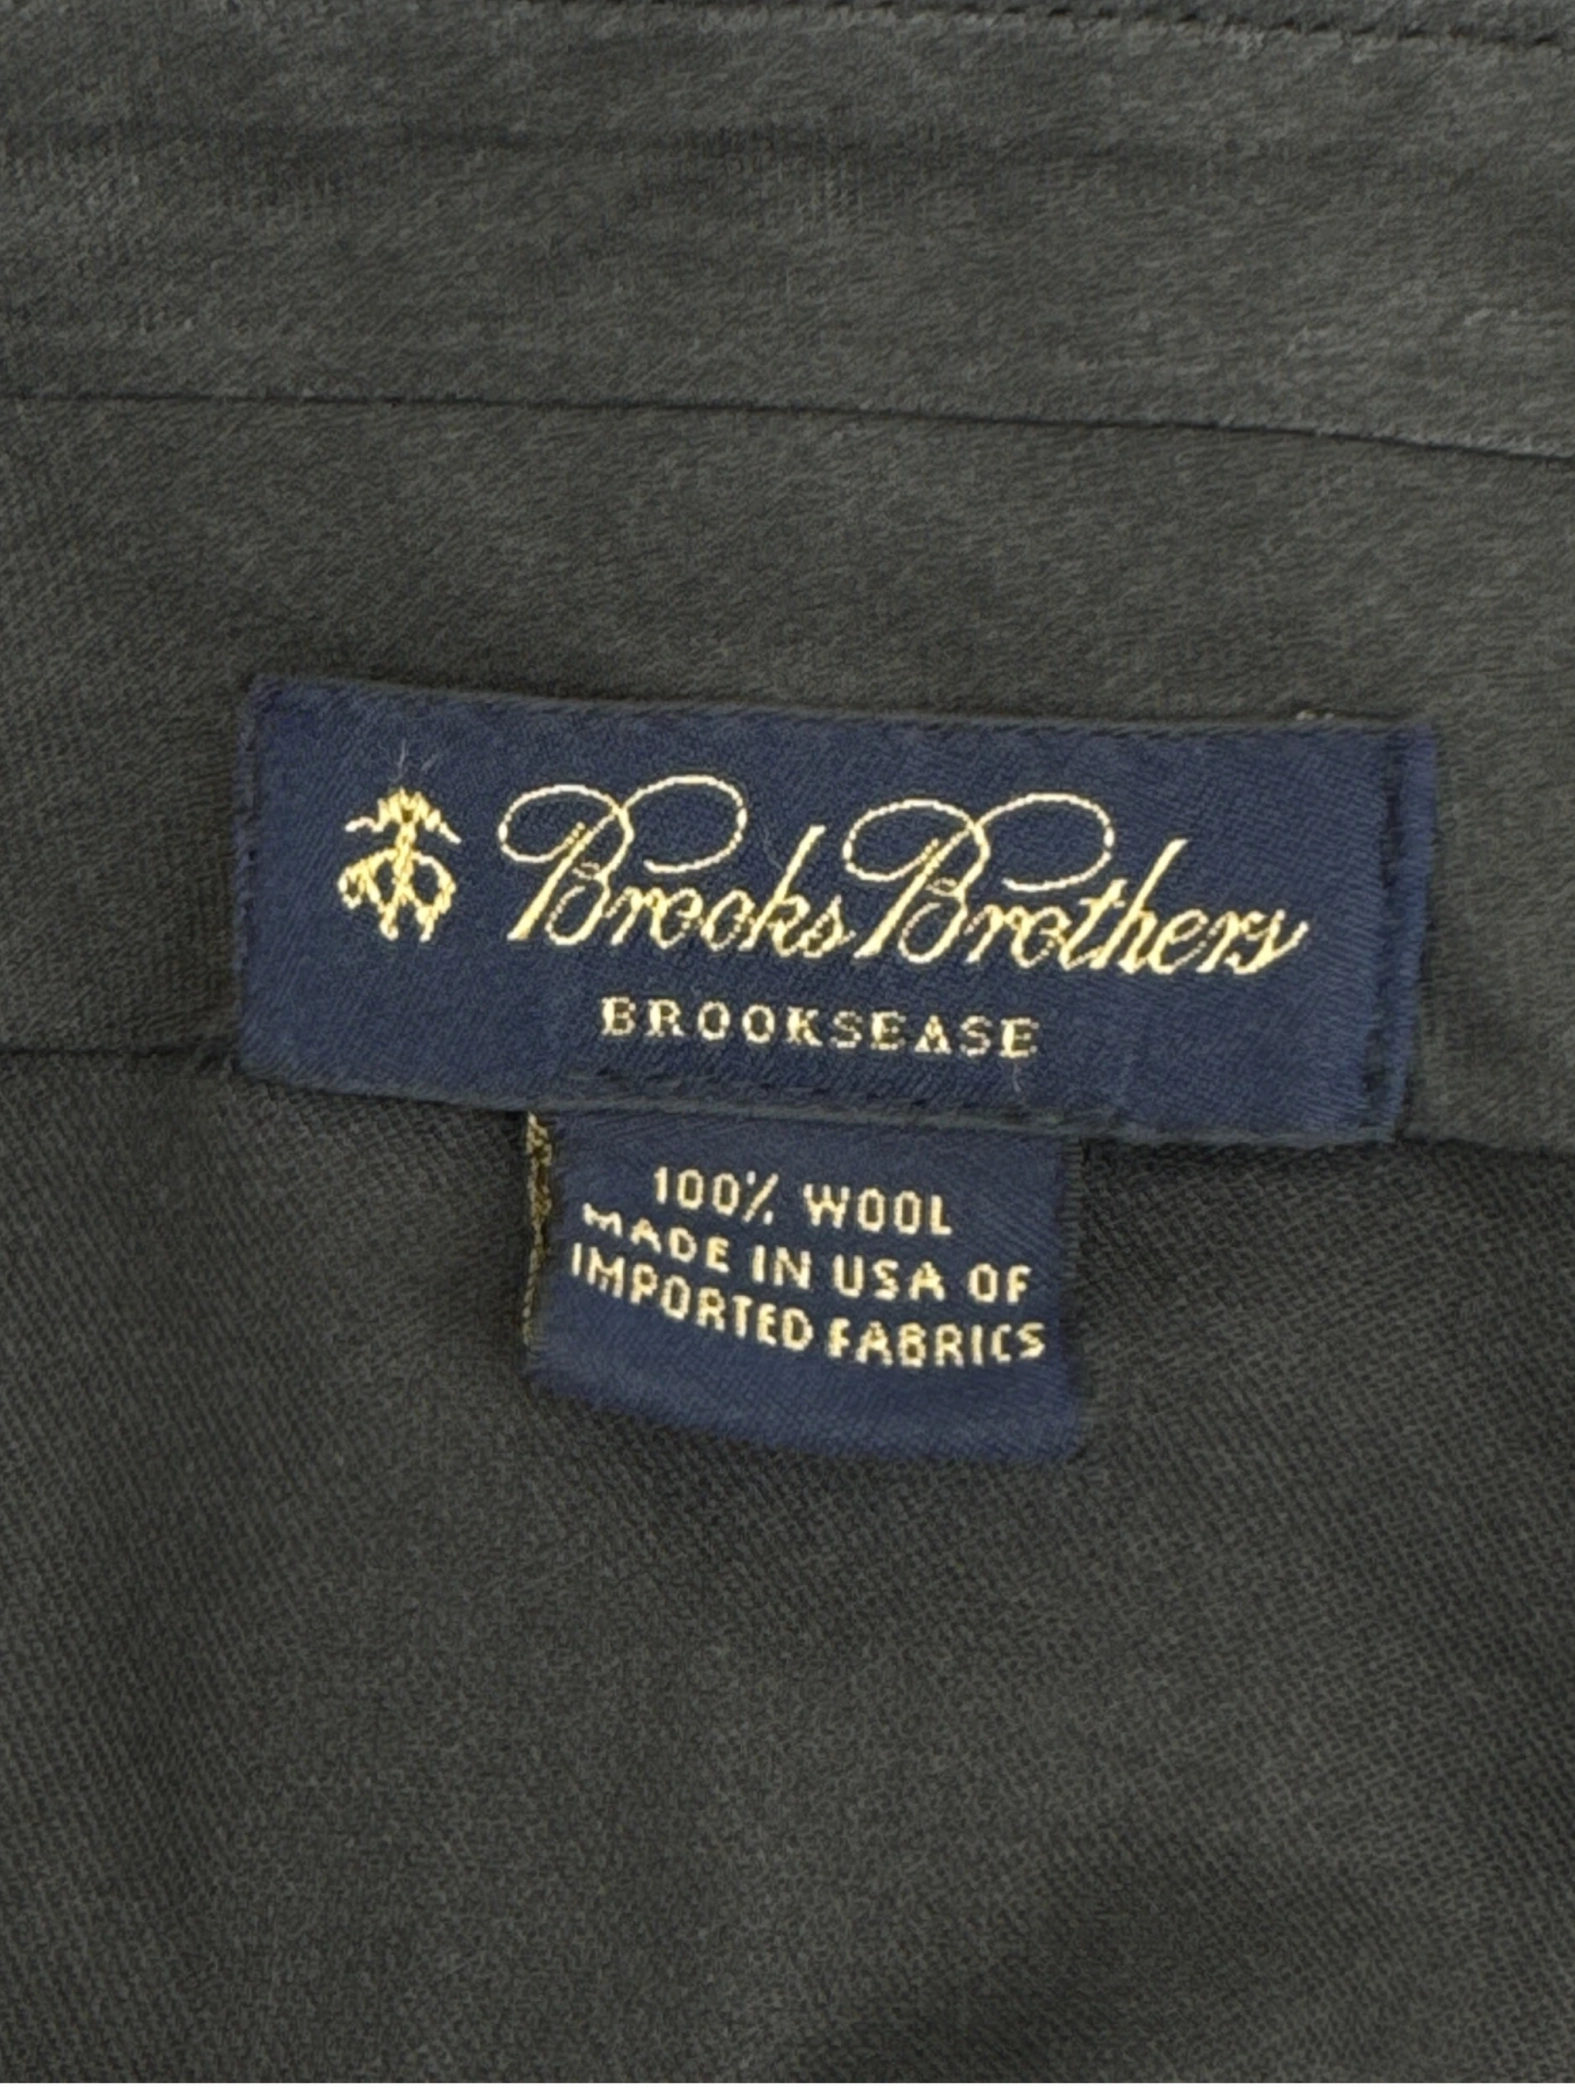 Brooks Brothers
BROOKSEASE
100% WOOL
MADE IN USA OF
IMPORTED FABRICS